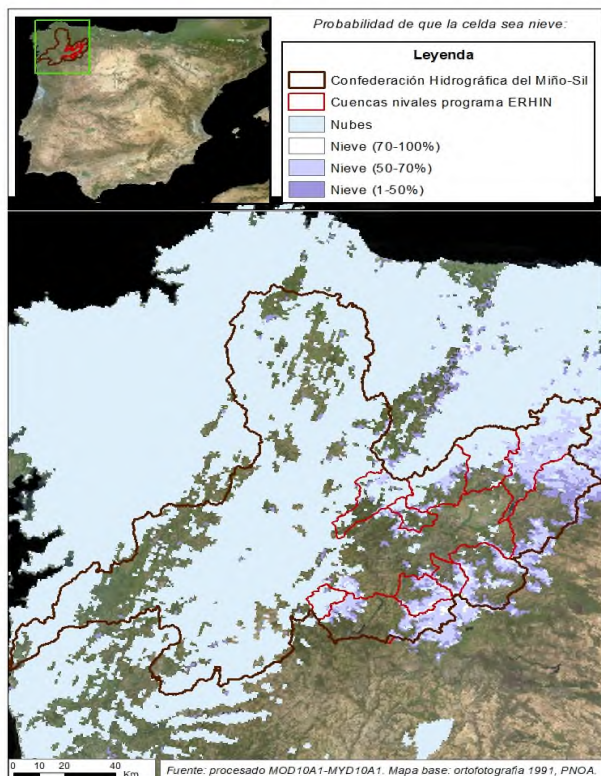 Probabilidad de que la celda sea nieve:
Leyenda
Confederación Hidrográfica del Miño-Sil
Cuencas nivales programa ERHIN
Nubes
Nieve (70-100%)
Nieve (50-70%)
Nieve (1-50%)
0 10 20 40
Km
Fuente: procesado MOD10A1-MYD10A1. Mapa base: ortofotografía 1991, PNOA.